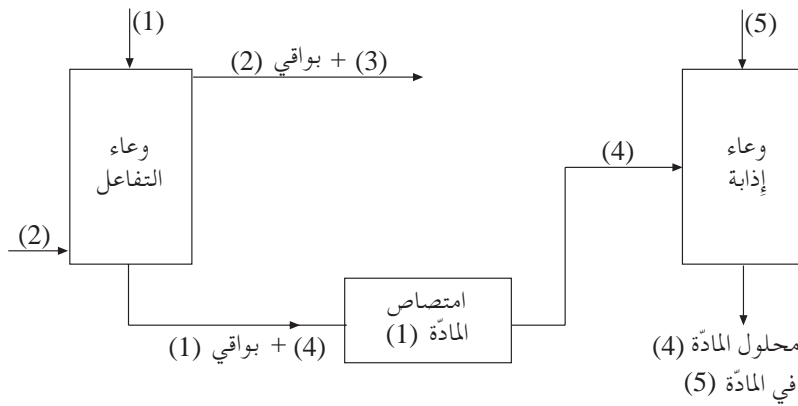 (1)
(5)
(3) + بواقي (2)
وعاء
التفاعل
(4)
وعاء
إِذابة
(2)
امتصاص
المادّة (1)
(4) + بواقي (1)
محلول المادّة (4)
في المادّة (5)